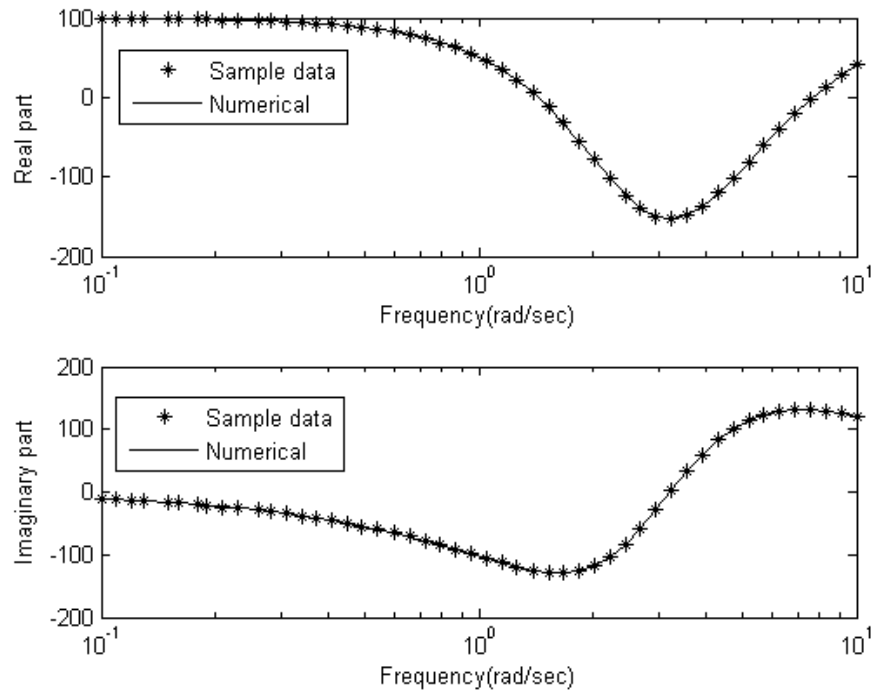 100
0
-100
-200
Real part
Sample data
Numerical
10^-1
10^0
10^1
Frequency(rad/sec)
200
100
0
-100
-200
Imaginary part
Sample data
Numerical
10^-1
10^0
10^1
Frequency(rad/sec)